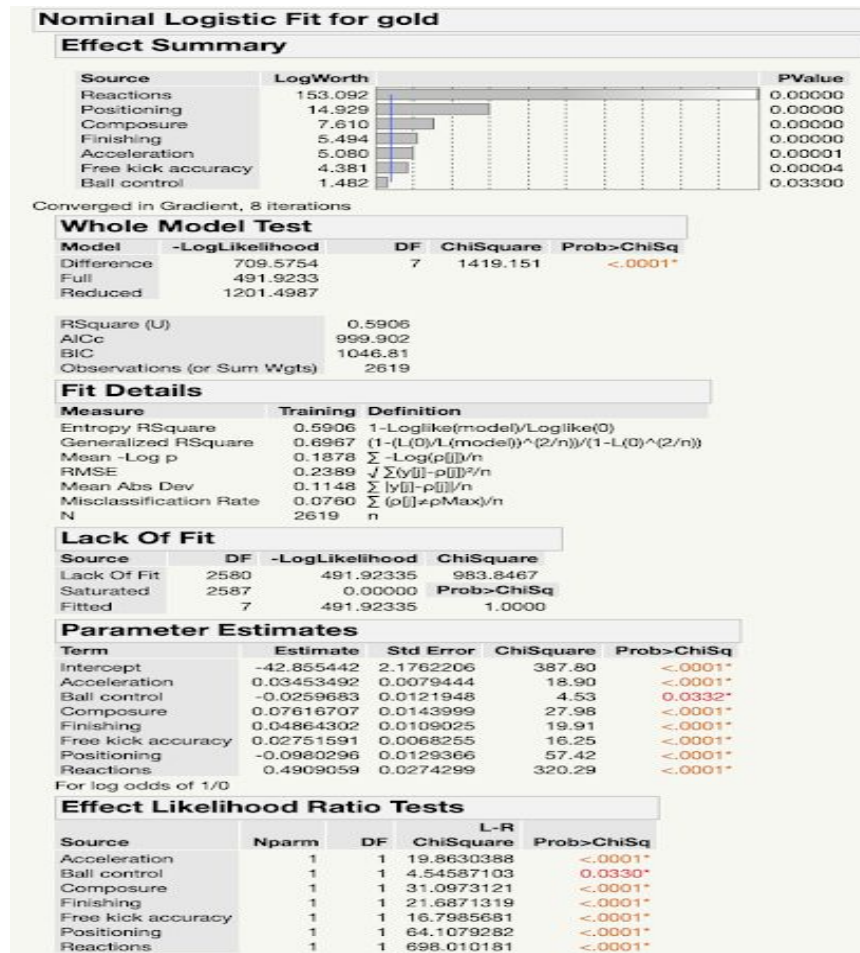 Nominal Logistic Fit for gold
Effect Summary
Source LogWorth PValue
Reactions 153.092 0.00000
Positioning 14.929 0.00000
Composure 7.610 0.00000
Finishing 5.494 0.00000
Acceleration 5.080 0.00001
Free kick accuracy 4.381 0.00004
Ball control 1.482 0.03300
Converged in Gradient, 8 iterations
Whole Model Test
Model -LogLikelihood DF ChiSquare Prob>ChiSq
Difference 709.5754 7 1419.151 <.0001*
Full 491.9233
Reduced 1201.4987
RSquare (U) 0.5906
AICc 999.902
BIC 1046.81
Observations (or Sum Wgts) 2619
Fit Details
Measure Training Definition
Entropy RSquare 0.5906 1-Loglike(model)/Loglike(0)
Generalized RSquare 0.6967 (1-(L(0)/L(model))^(2/n))/(1-L(0)^(2/n))
Mean -Log p 0.1878 ∑ -Log(ρ[j])/n
RMSE 0.2389 √ ∑(y[j]-ρ[j])²/n
Mean Abs Dev 0.1148 ∑ |y[j]-ρ[j]|/n
Misclassification Rate 0.0760 ∑ (ρ[j]≠ρMax)/n
N 2619 n
Lack Of Fit
Source DF -LogLikelihood ChiSquare
Lack Of Fit 2580 491.92335 983.8467
Saturated 2587 0.00000 Prob>ChiSq
Fitted 7 491.92335 1.0000
Parameter Estimates
Term Estimate Std Error ChiSquare Prob>ChiSq
Intercept -42.855442 2.1762206 387.80 <.0001*
Acceleration 0.03453492 0.0079444 18.90 <.0001*
Ball control -0.0259683 0.0121948 4.53 0.0332*
Composure 0.07616707 0.0143999 27.98 <.0001*
Finishing 0.04864302 0.0109025 19.91 <.0001*
Free kick accuracy 0.02751591 0.0068255 16.25 <.0001*
Positioning -0.0980296 0.0129366 57.42 <.0001*
Reactions 0.4909059 0.0274299 320.29 <.0001*
For log odds of 1/0
Effect Likelihood Ratio Tests
L-R
Source Nparm DF ChiSquare Prob>ChiSq
Acceleration 1 1 19.8630388 <.0001*
Ball control 1 1 4.54587103 0.0330*
Composure 1 1 31.0973121 <.0001*
Finishing 1 1 21.6871319 <.0001*
Free kick accuracy 1 1 16.7985681 <.0001*
Positioning 1 1 64.1079282 <.0001*
Reactions 1 1 698.010181 <.0001*